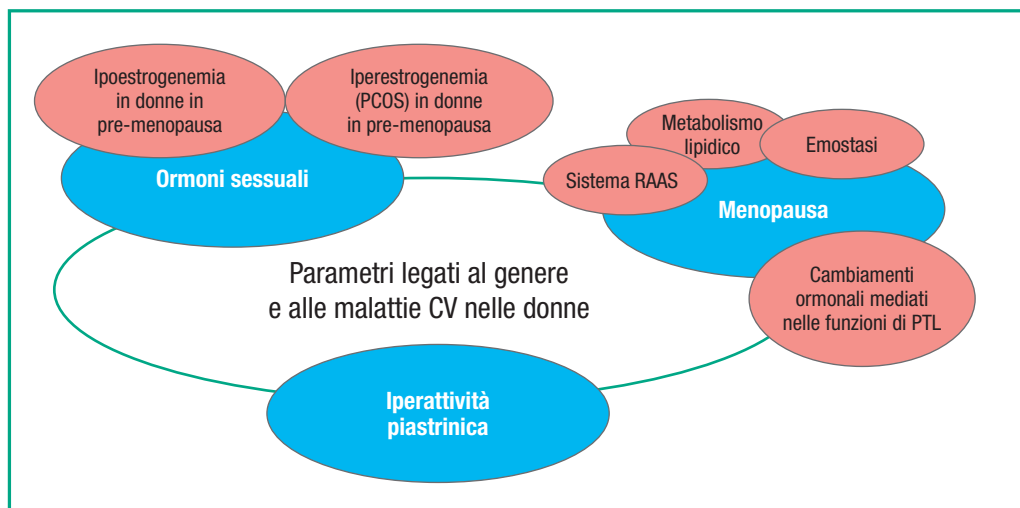 Ipoestrogenemia
in donne in
pre-menopausa
Iperestrogenemia
(PCOS) in donne
in pre-menopausa
Ormoni sessuali
Metabolismo
lipidico
Emostasi
Sistema RAAS
Menopausa
Cambiamenti
ormonali mediati
nelle funzioni di PTL
Parametri legati al genere
e alle malattie CV nelle donne
Iperattività
piastrinica